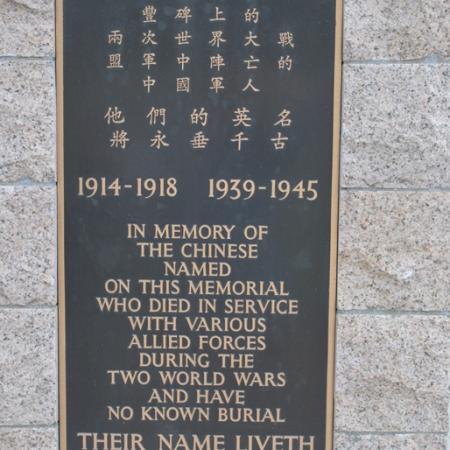 豐碑上的
兩次世界大戰
盟軍中陣亡的
中國軍人
他們的英名
將永垂千古
1914-1918 1939-1945
IN MEMORY OF
THE CHINESE
NAMED
ON THIS MEMORIAL
WHO DIED IN SERVICE
WITH VARIOUS
ALLIED FORCES
DURING THE
TWO WORLD WARS
AND HAVE
NO KNOWN BURIAL
THEIR NAME LIVETH